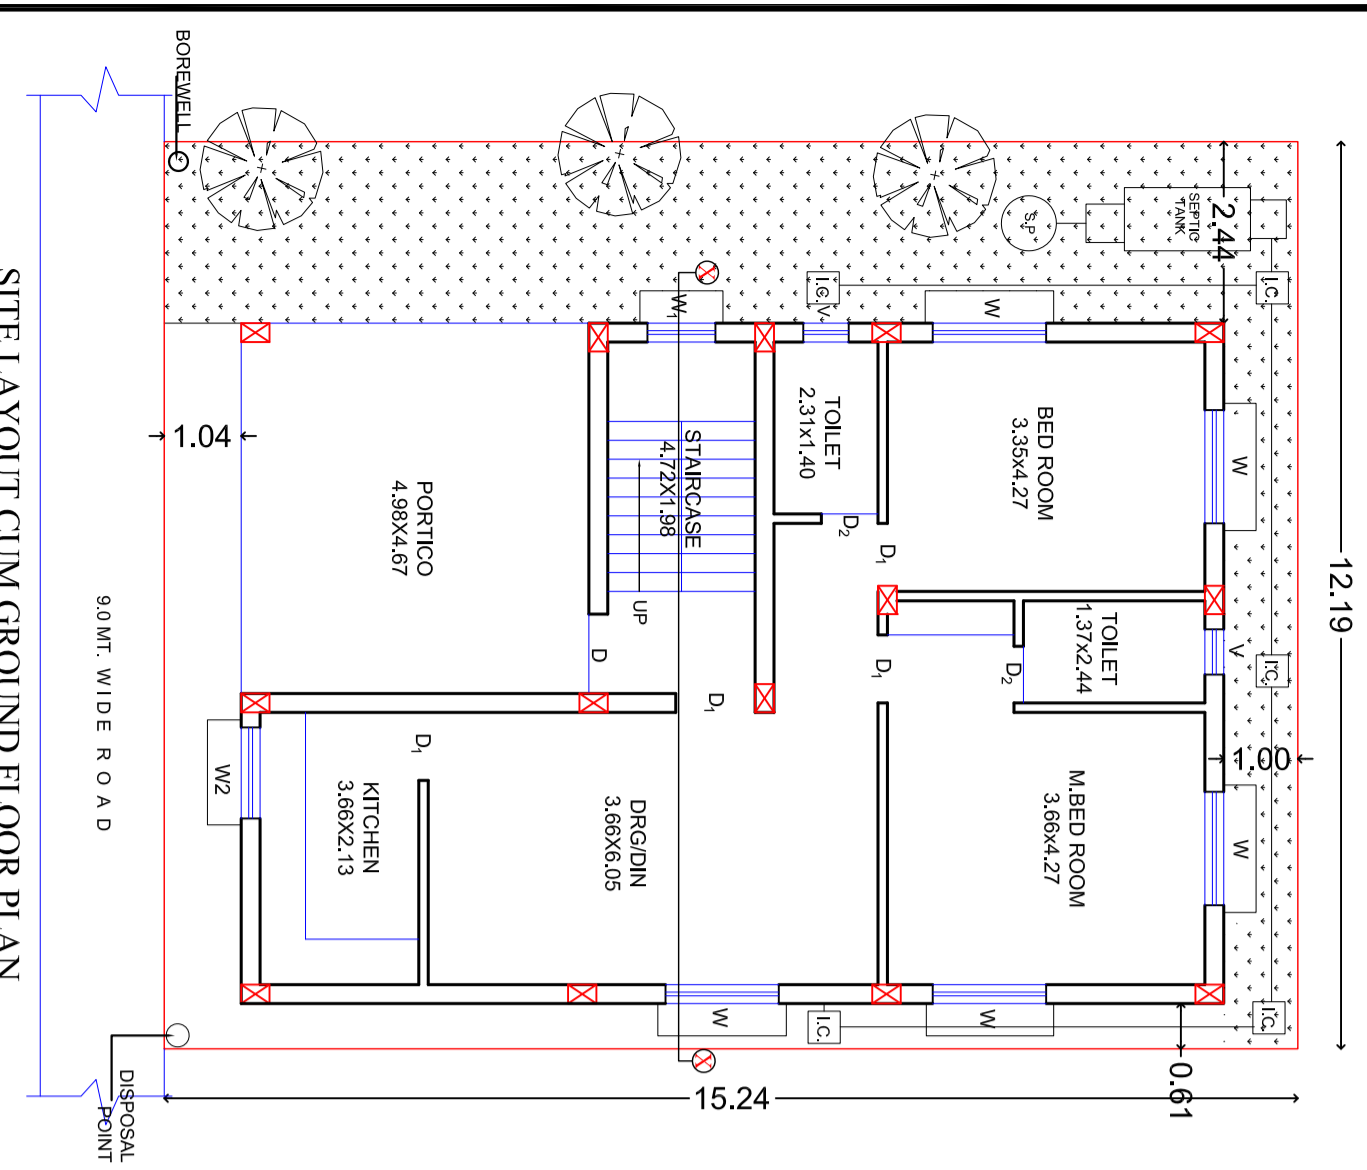 BOREWELL
SEPTIC
TANK
S.P
2.44
12.19
I.C.
I.C.
V
W1
W
W
BED ROOM
3.35x4.27
TOILET
2.31x1.40
STAIRCASE
4.72X1.98
UP
D2
D1
D
D1
D1
D2
TOILET
1.37x2.44
V
I.C.
1.04
PORTICO
4.98X4.67
9.0 MT. WIDE ROAD
SITE LAYOUT CUM GROUND FLOOR PLAN
W2
D1
KITCHEN
3.66X2.13
DRG/DIN
3.66X6.05
M.BED ROOM
3.66x4.27
1.00
W
W
W
I.C.
I.C.
0.61
15.24
DISPOSAL
POINT